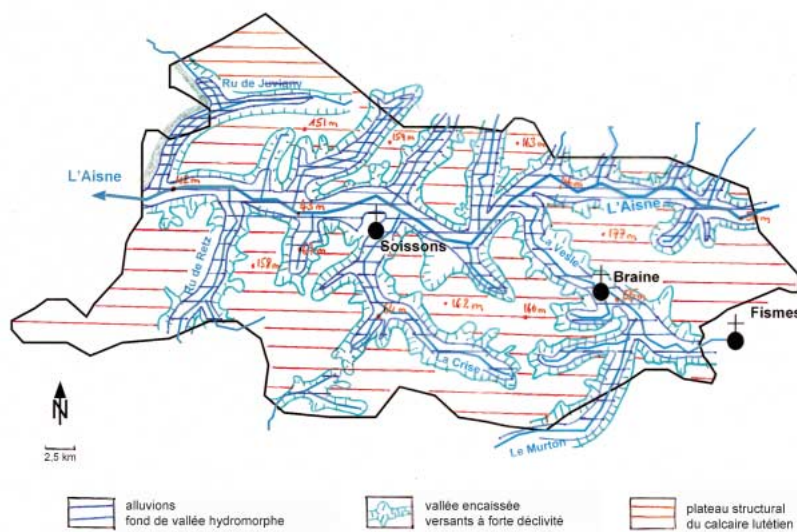 Ru de Juvigny
151 m
163 m
L'Aisne
42 m
L'Aisne
43 m
177 m
Soissons
La Vesle
Ru de Retz
158 m
Braine
162 m
160 m
Fismes
La Crise
N
2,5 km
Le Murton
alluvions
fond de vallée hydromorphe
vallée encaissée
versants à forte déclivité
plateau structural
du calcaire lutétien